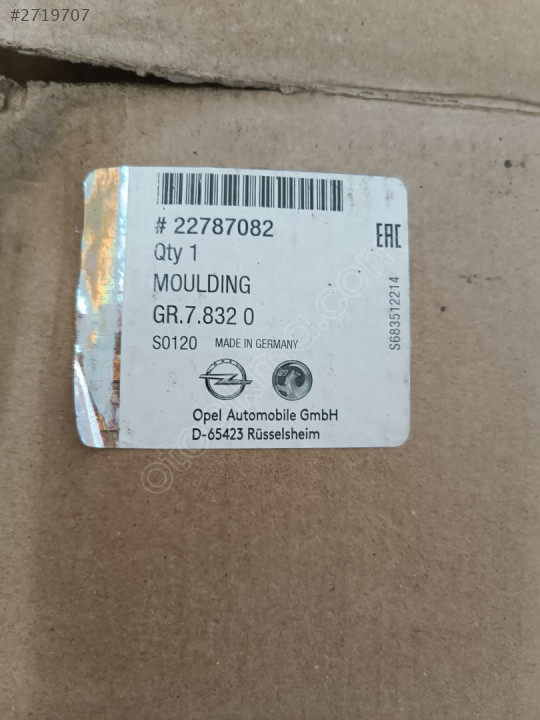 #2719707
# 22787082
Qty 1
EAC
MOULDING
GR.7.832 0
S0120 MADE IN GERMANY
S683512214
OPEL
Opel Automobile GmbH
D-65423 Rüsselsheim